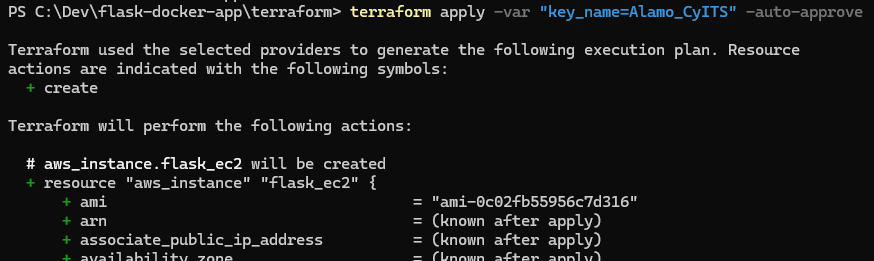 PS C:\Dev\flask-docker-app\terraform> terraform apply -var "key_name=Alamo_CyITS" -auto-approve
Terraform used the selected providers to generate the following execution plan. Resource
actions are indicated with the following symbols:
+ create
Terraform will perform the following actions:
# aws_instance.flask_ec2 will be created
+ resource "aws_instance" "flask_ec2" {
+ ami = "ami-0c02fb55956c7d316"
+ arn = (known after apply)
+ associate_public_ip_address = (known after apply)
+ availability_zone = (known after apply)